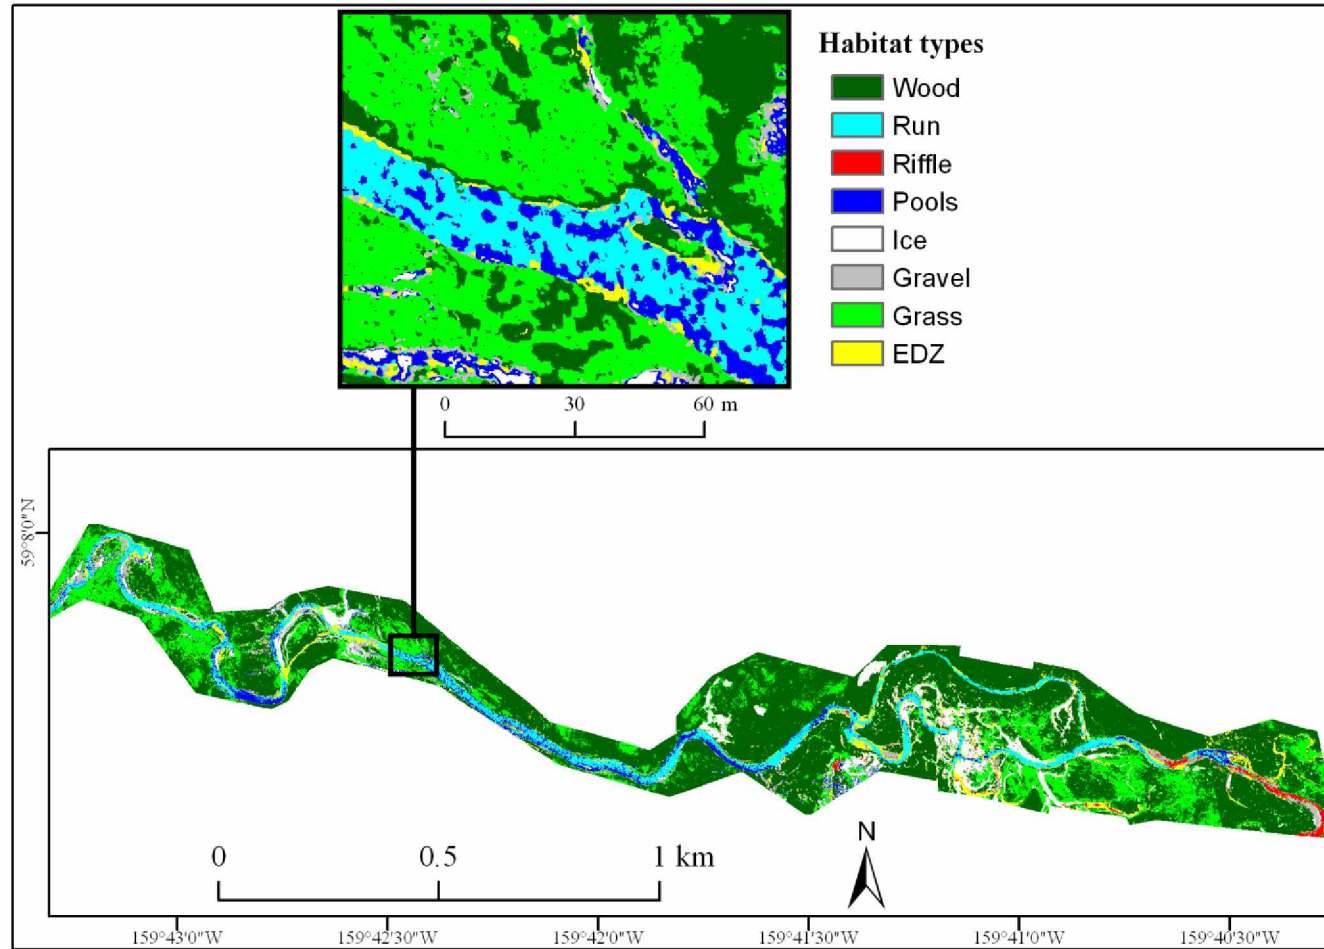 Habitat types
Wood
Run
Riffle
Pools
Ice
Gravel
Grass
EDZ
0 30 60 m
59°8'0"N
N
0 0.5 1 km
159°43'0"W 159°42'30"W 159°42'0"W 159°41'30"W 159°41'0"W 159°40'30"W